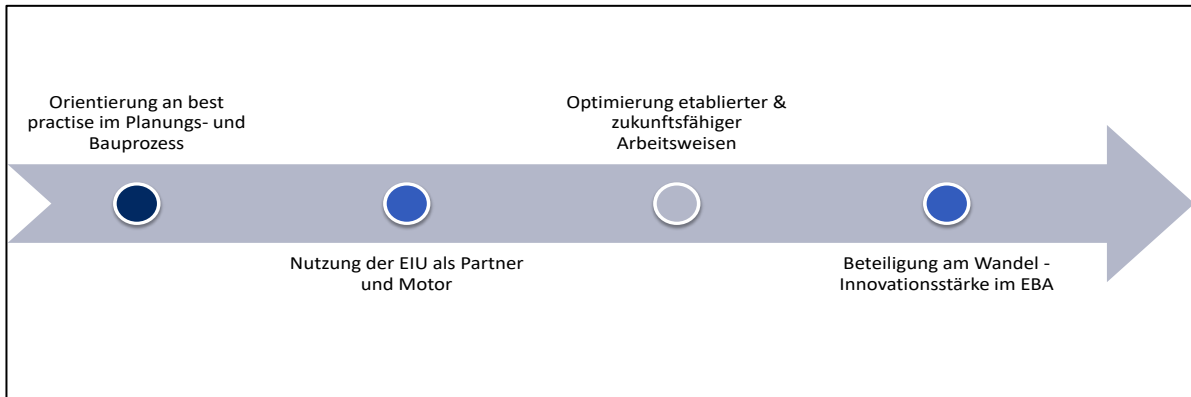 Orientierung an best
practise im Planungs- und
Bauprozess
Nutzung der EIU als Partner
und Motor
Optimierung etablierter &
zukunftsfähiger
Arbeitsweisen
Beteiligung am Wandel -
Innovationsstärke im EBA